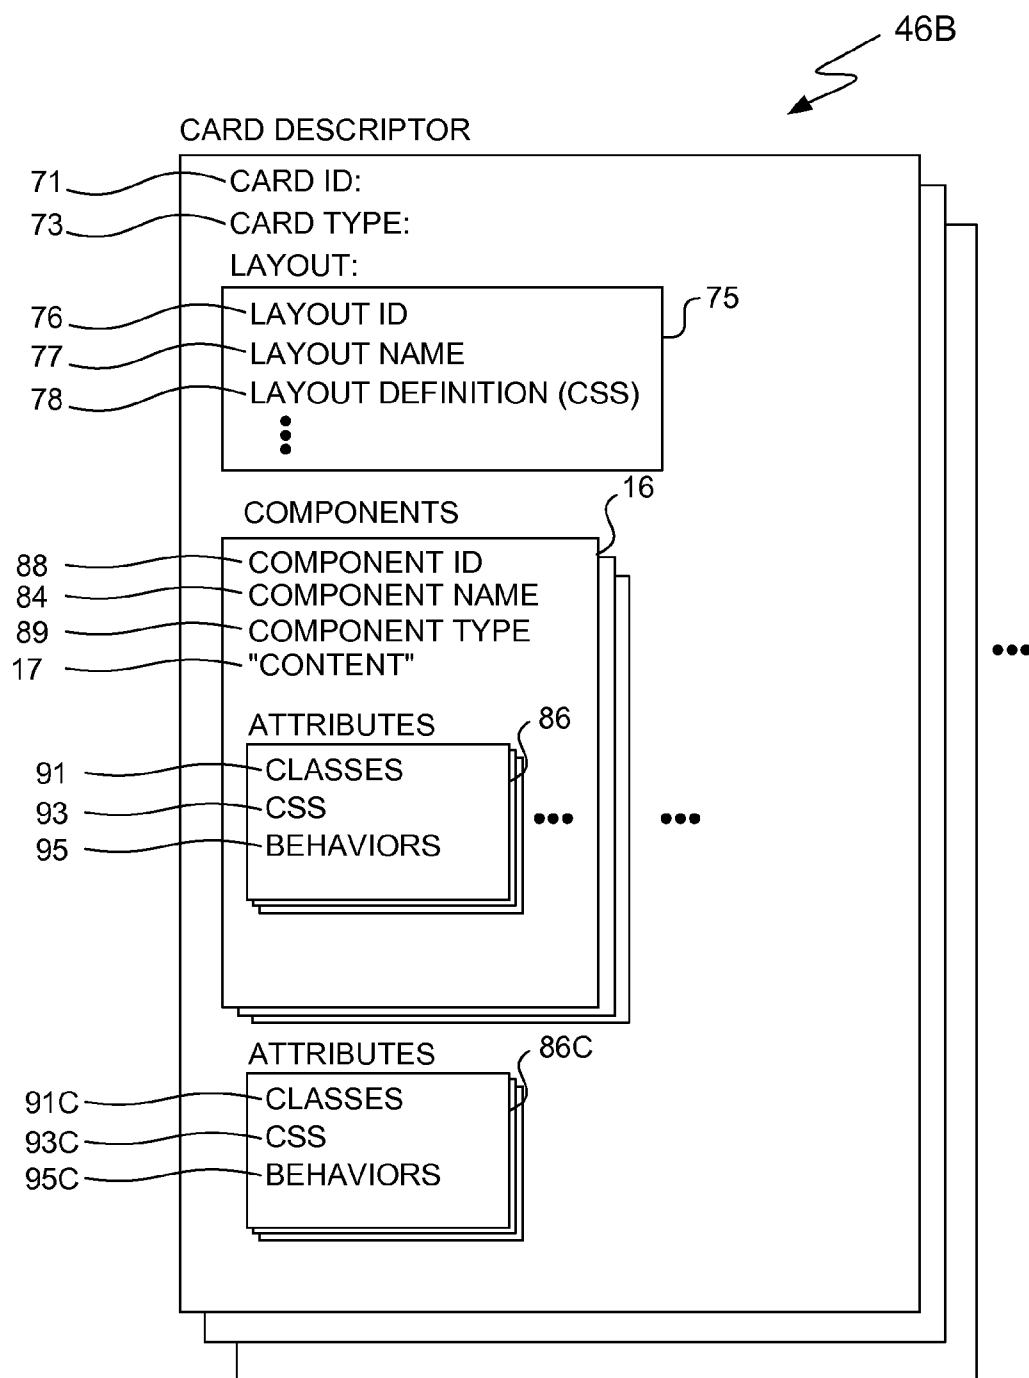 46B
CARD DESCRIPTOR
71 CARD ID:
73 CARD TYPE:
LAYOUT:
75
76 LAYOUT ID
77 LAYOUT NAME
78 LAYOUT DEFINITION (CSS)
16
COMPONENTS
88 COMPONENT ID
84 COMPONENT NAME
89 COMPONENT TYPE
17 "CONTENT"
ATTRIBUTES 86
91 CLASSES
93 CSS
95 BEHAVIORS
ATTRIBUTES 86C
91C CLASSES
93C CSS
95C BEHAVIORS